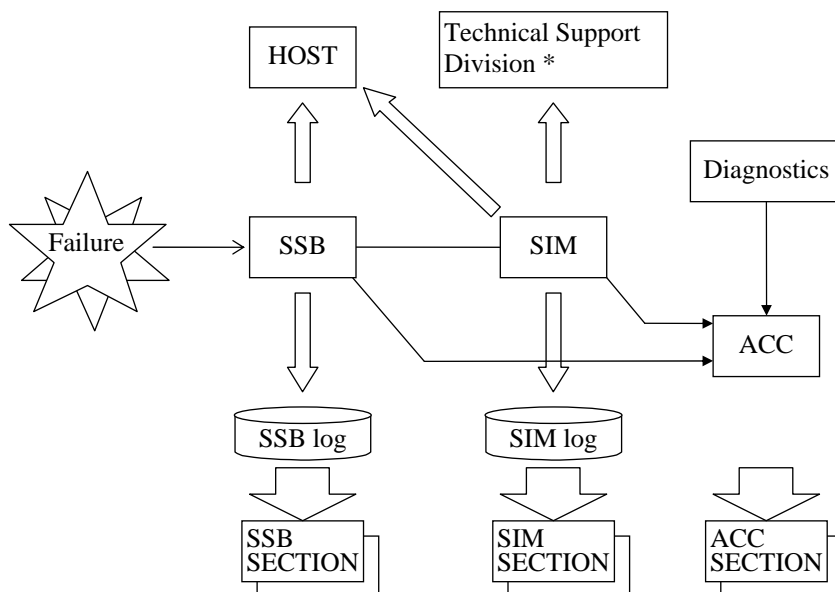 HOST
Technical Support
Division *
Diagnostics
Failure
SSB
SIM
ACC
SSB log
SIM log
SSB
SECTION
SIM
SECTION
ACC
SECTION